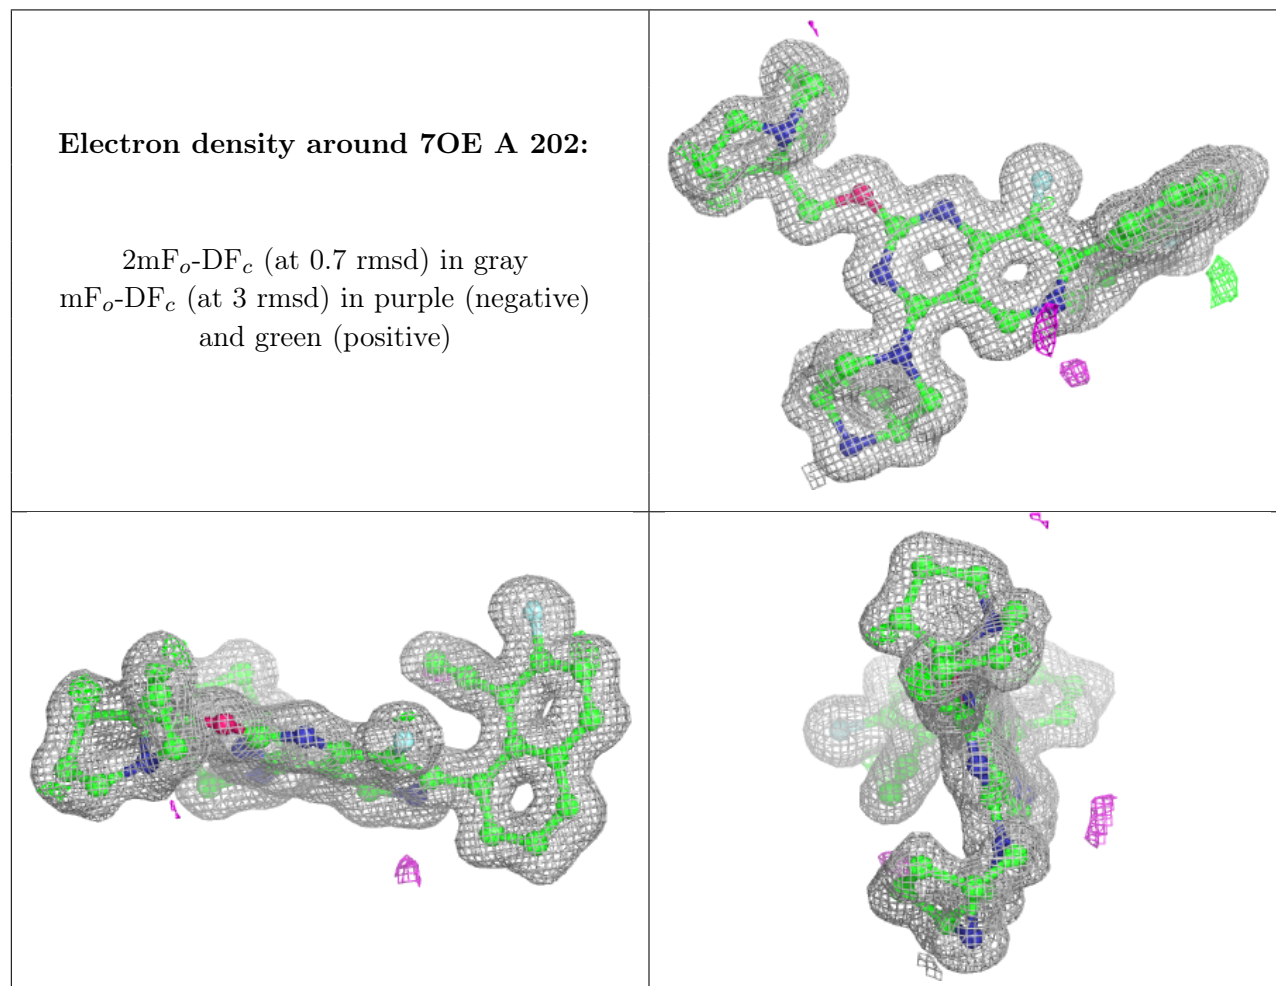 Electron density around 7OE A 202:
2mFₒ-DF𝒸 (at 0.7 rmsd) in gray
mFₒ-DF𝒸 (at 3 rmsd) in purple (negative)
and green (positive)